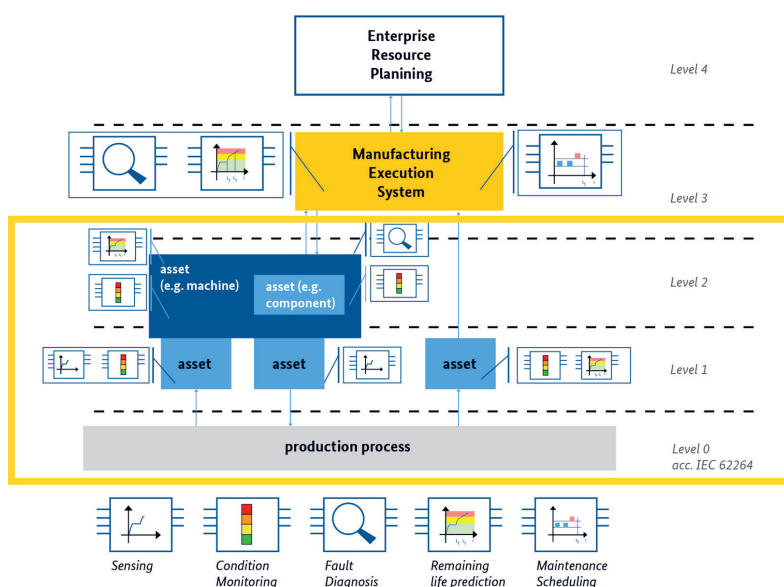 Enterprise
Resource
Planining
Level 4
Manufacturing
Execution
System
Level 3
asset
(e.g. machine)
asset (e.g.
component)
Level 2
asset
asset
asset
Level 1
production process
Level 0
acc. IEC 62264
Sensing
Condition
Monitoring
Fault
Diagnosis
Remaining
life prediction
Maintenance
Scheduling